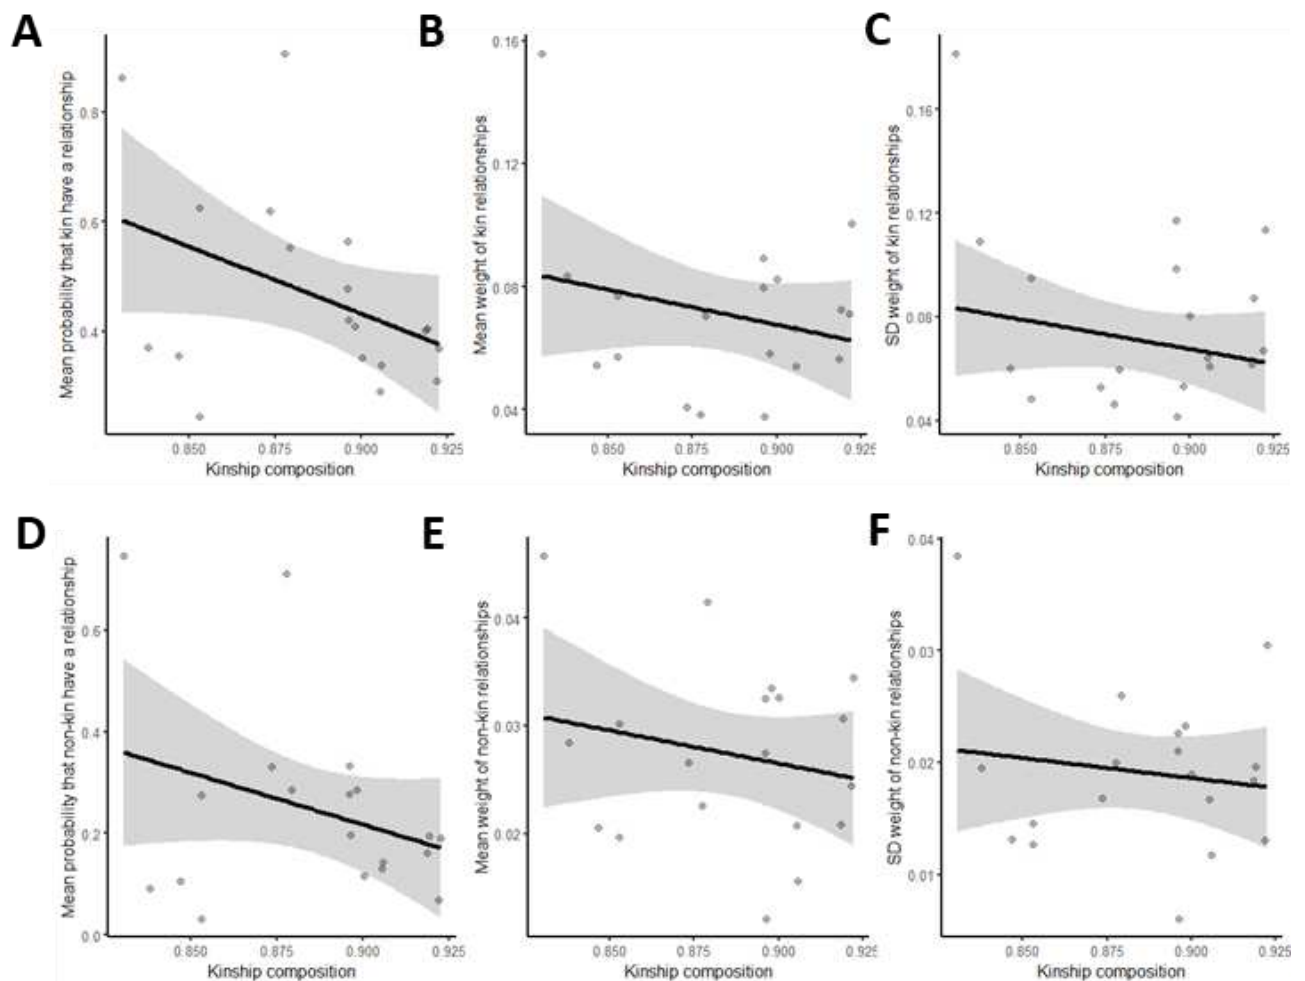 A
Mean probability that kin have a relationship
0.8
0.6
0.4
0.850 0.875 0.900 0.925
Kinship composition
B
Mean weight of kin relationships
0.16
0.12
0.08
0.04
0.850 0.875 0.900 0.925
Kinship composition
C
SD weight of kin relationships
0.16
0.12
0.08
0.04
0.850 0.875 0.900 0.925
Kinship composition
D
Mean probability that non-kin have a relationship
0.6
0.4
0.2
0.0
0.850 0.875 0.900 0.925
Kinship composition
E
Mean weight of non-kin relationships
0.04
0.03
0.02
0.850 0.875 0.900 0.925
Kinship composition
F
SD weight of non-kin relationships
0.04
0.03
0.02
0.01
0.850 0.875 0.900 0.925
Kinship composition